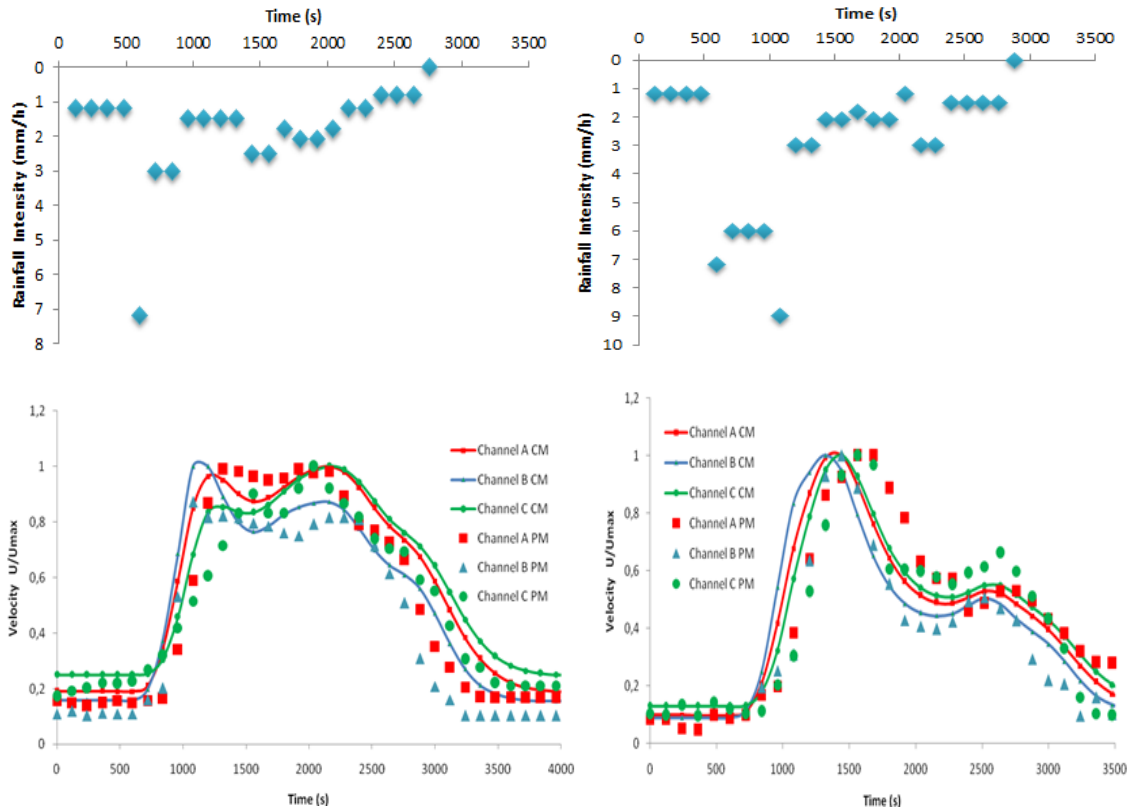 Time (s)
0 500 1000 1500 2000 2500 3000 3500
Rainfall Intensity (mm/h)
0
1
2
3
4
5
6
7
8
Time (s)
0 500 1000 1500 2000 2500 3000 3500
Rainfall Intensity (mm/h)
0
1
2
3
4
5
6
7
8
9
10
1,2
1
0,8
0,6
0,4
0,2
0
Velocity U/Umax
Channel A CM
Channel B CM
Channel C CM
Channel A PM
Channel B PM
Channel C PM
0 500 1000 1500 2000 2500 3000 3500 4000
Time (s)
1,2
1
0,8
0,6
0,4
0,2
0
Velocity U/Umax
Channel A CM
Channel B CM
Channel C CM
Channel A PM
Channel B PM
Channel C PM
0 500 1000 1500 2000 2500 3000 3500
Time (s)